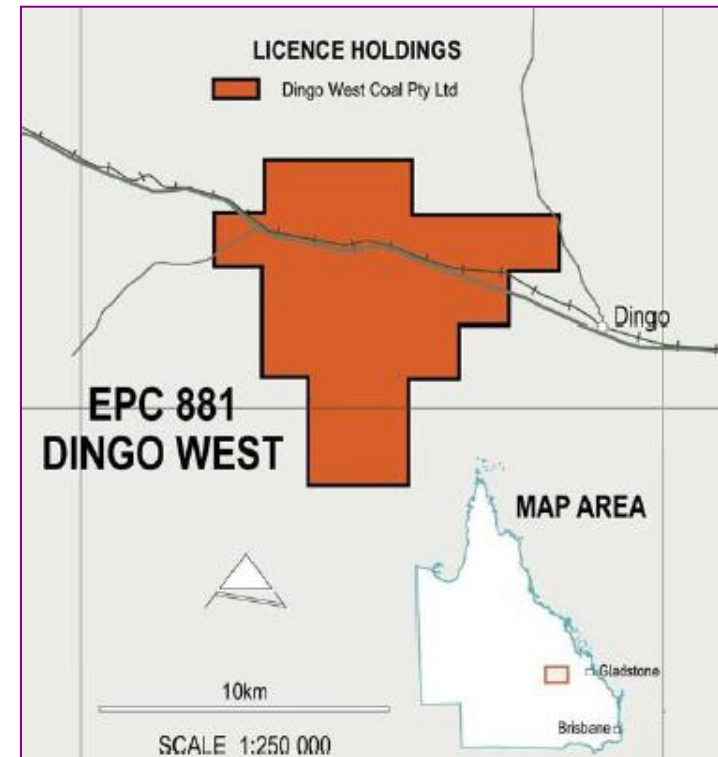 LICENCE HOLDINGS
Dingo West Coal Pty Ltd
Dingo
EPC 881
DINGO WEST
MAP AREA
Gladstone
10km
Brisbane
SCALE 1:250 000